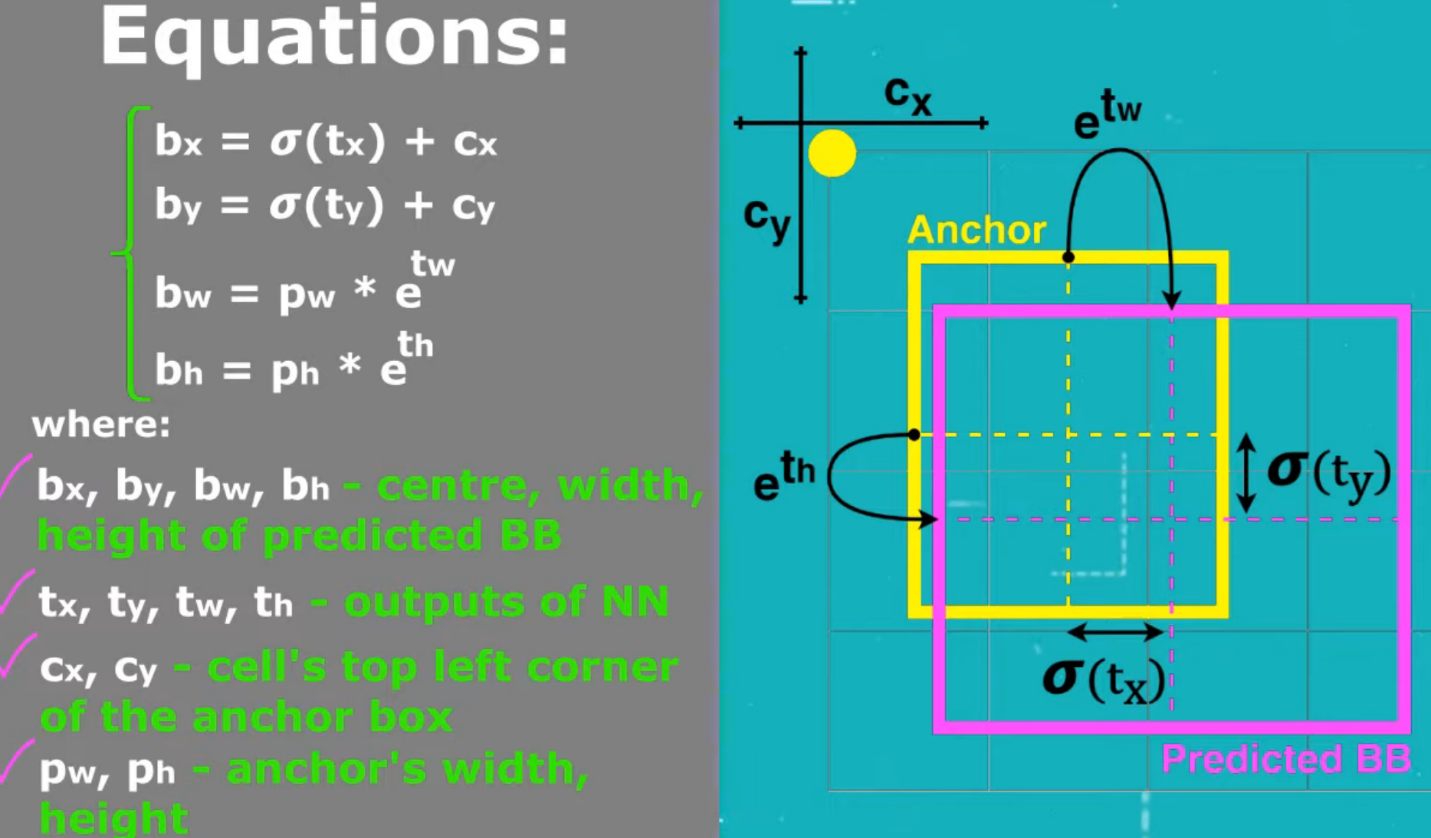 Equations:
bx = σ(tx) + cx
by = σ(ty) + cy
bw = pw * e^tw
bh = ph * e^th
where:
bx, by, bw, bh - centre, width,
height of predicted BB
tx, ty, tw, th - outputs of NN
cx, cy - cell's top left corner
of the anchor box
pw, ph - anchor's width,
height
cx
e^tw
cy
Anchor
e^th
σ(ty)
σ(tx)
Predicted BB